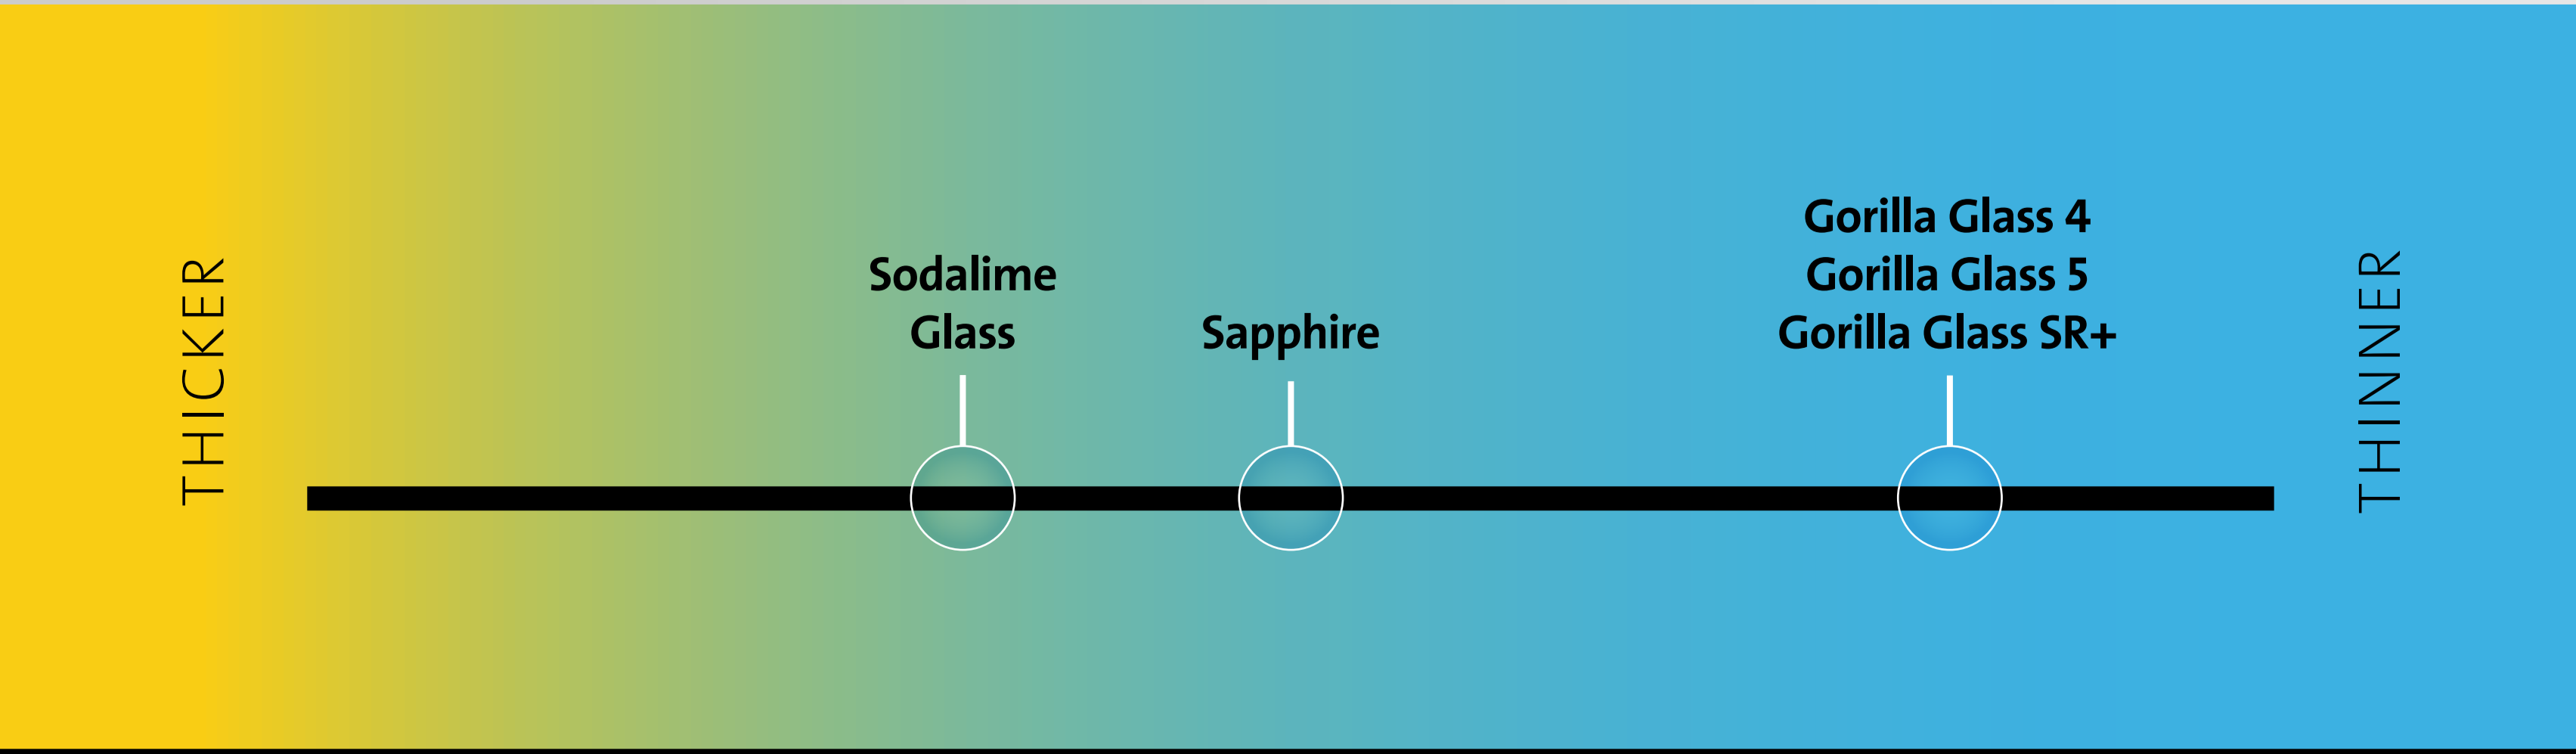 THICKER
Sodalime
Glass
Sapphire
Gorilla Glass 4
Gorilla Glass 5
Gorilla Glass SR+
THINNER